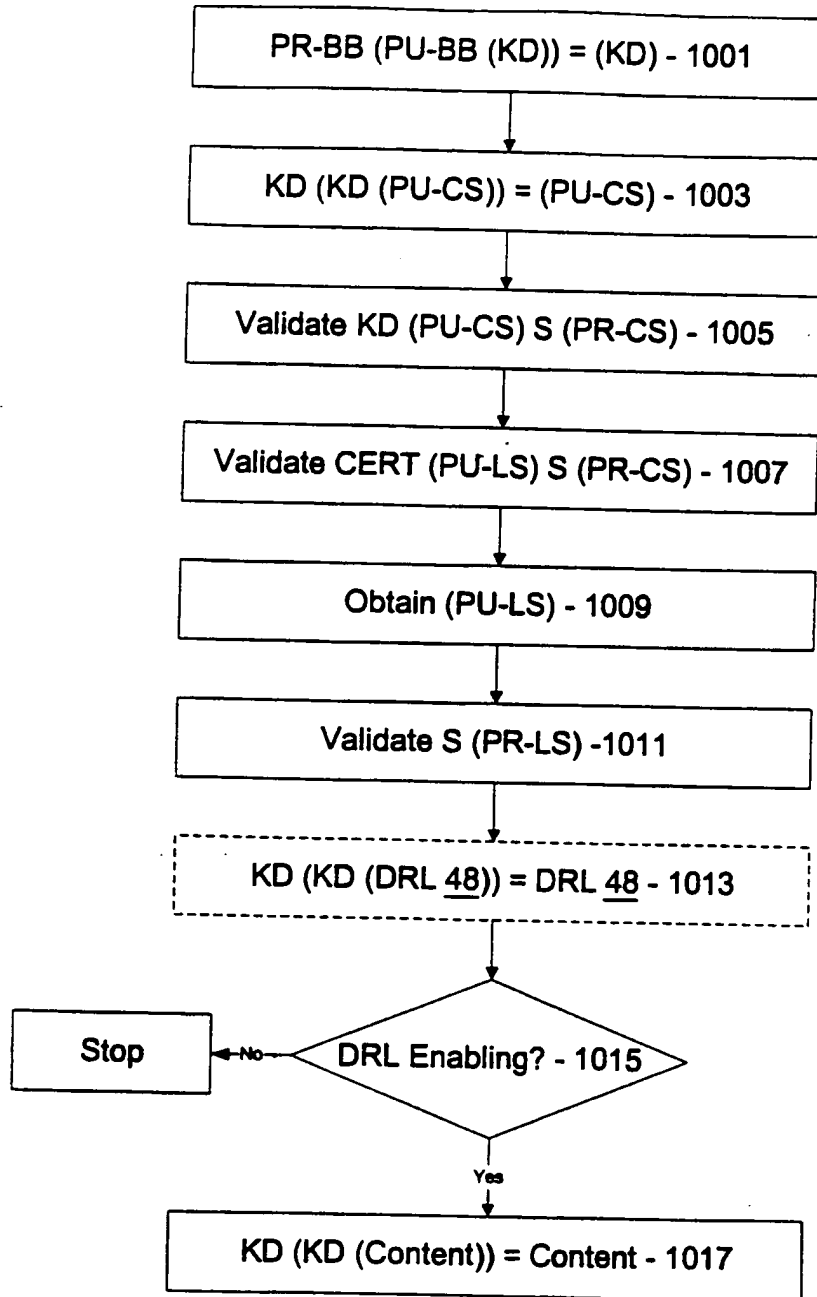 PR-BB (PU-BB (KD)) = (KD) - 1001
KD (KD (PU-CS)) = (PU-CS) - 1003
Validate KD (PU-CS) S (PR-CS) - 1005
Validate CERT (PU-LS) S (PR-CS) - 1007
Obtain (PU-LS) - 1009
Validate S (PR-LS) -1011
KD (KD (DRL 48)) = DRL 48 - 1013
DRL Enabling? - 1015
No
Stop
Yes
KD (KD (Content)) = Content - 1017